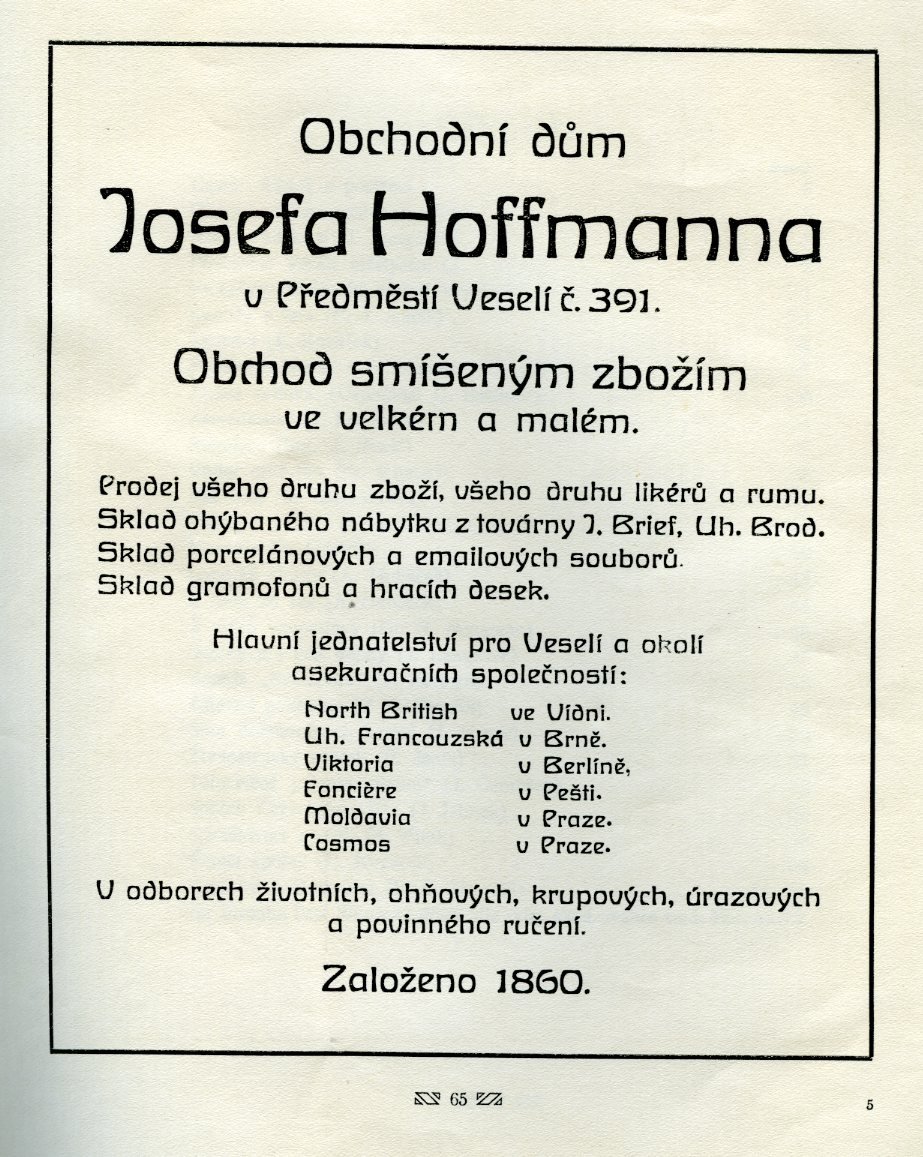 Obchodní dům
Josefa Hoffmanna
v Předměstí Veselí č. 391.
Obchod smíšeným zbožím
ve velkém a malém.
Prodej všeho druhu zboží, všeho druhu likérů a rumu.
Sklad ohýbaného nábytku z továrny J. Brief, Uh. Brod.
Sklad porcelánových a emailových souborů.
Sklad gramofonů a hracích desek.
Hlavní jednatelství pro Veselí a okolí
asekuračních společností:
North British ve Vídni.
Uh. Francouzská v Brně.
Viktoria v Berlíně,
Foncière v Pešti.
Moldavia v Praze.
Cosmos v Praze.
V odborech životních, ohňových, krupových, úrazových
a povinného ručení.
Založeno 1860.
65
5